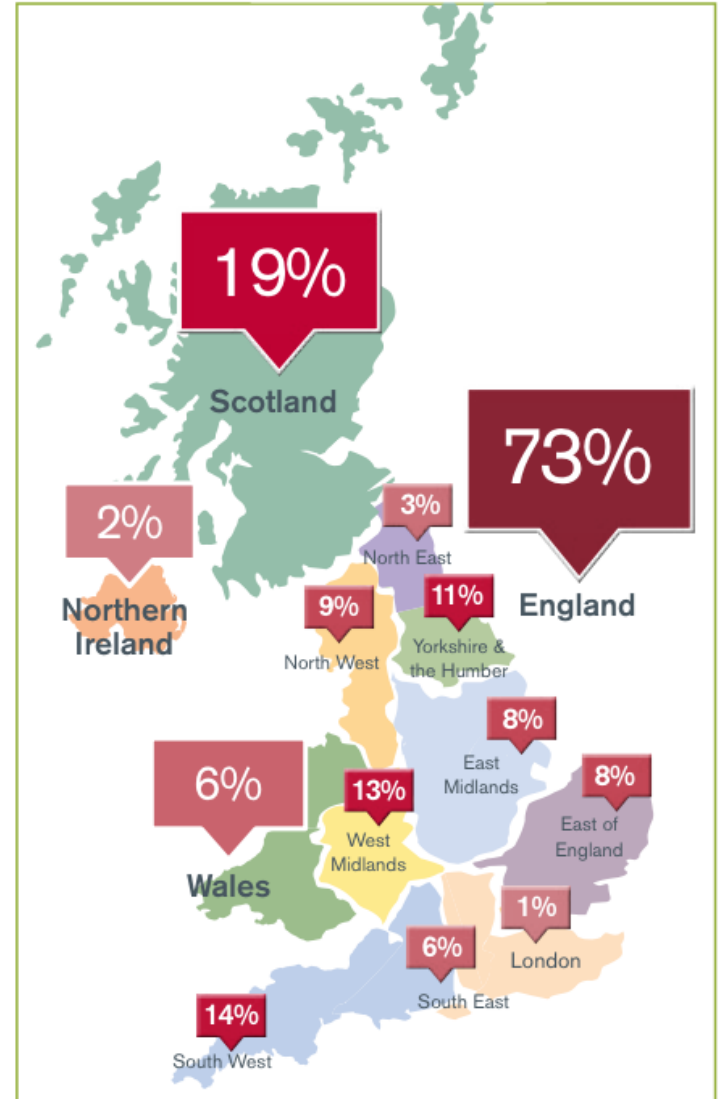 19%
Scotland
73%
England
2%
Northern
Ireland
3%
North East
9%
North West
11%
Yorkshire &
the Humber
8%
East
Midlands
6%
Wales
13%
West
Midlands
8%
East of
England
1%
London
6%
South East
14%
South West